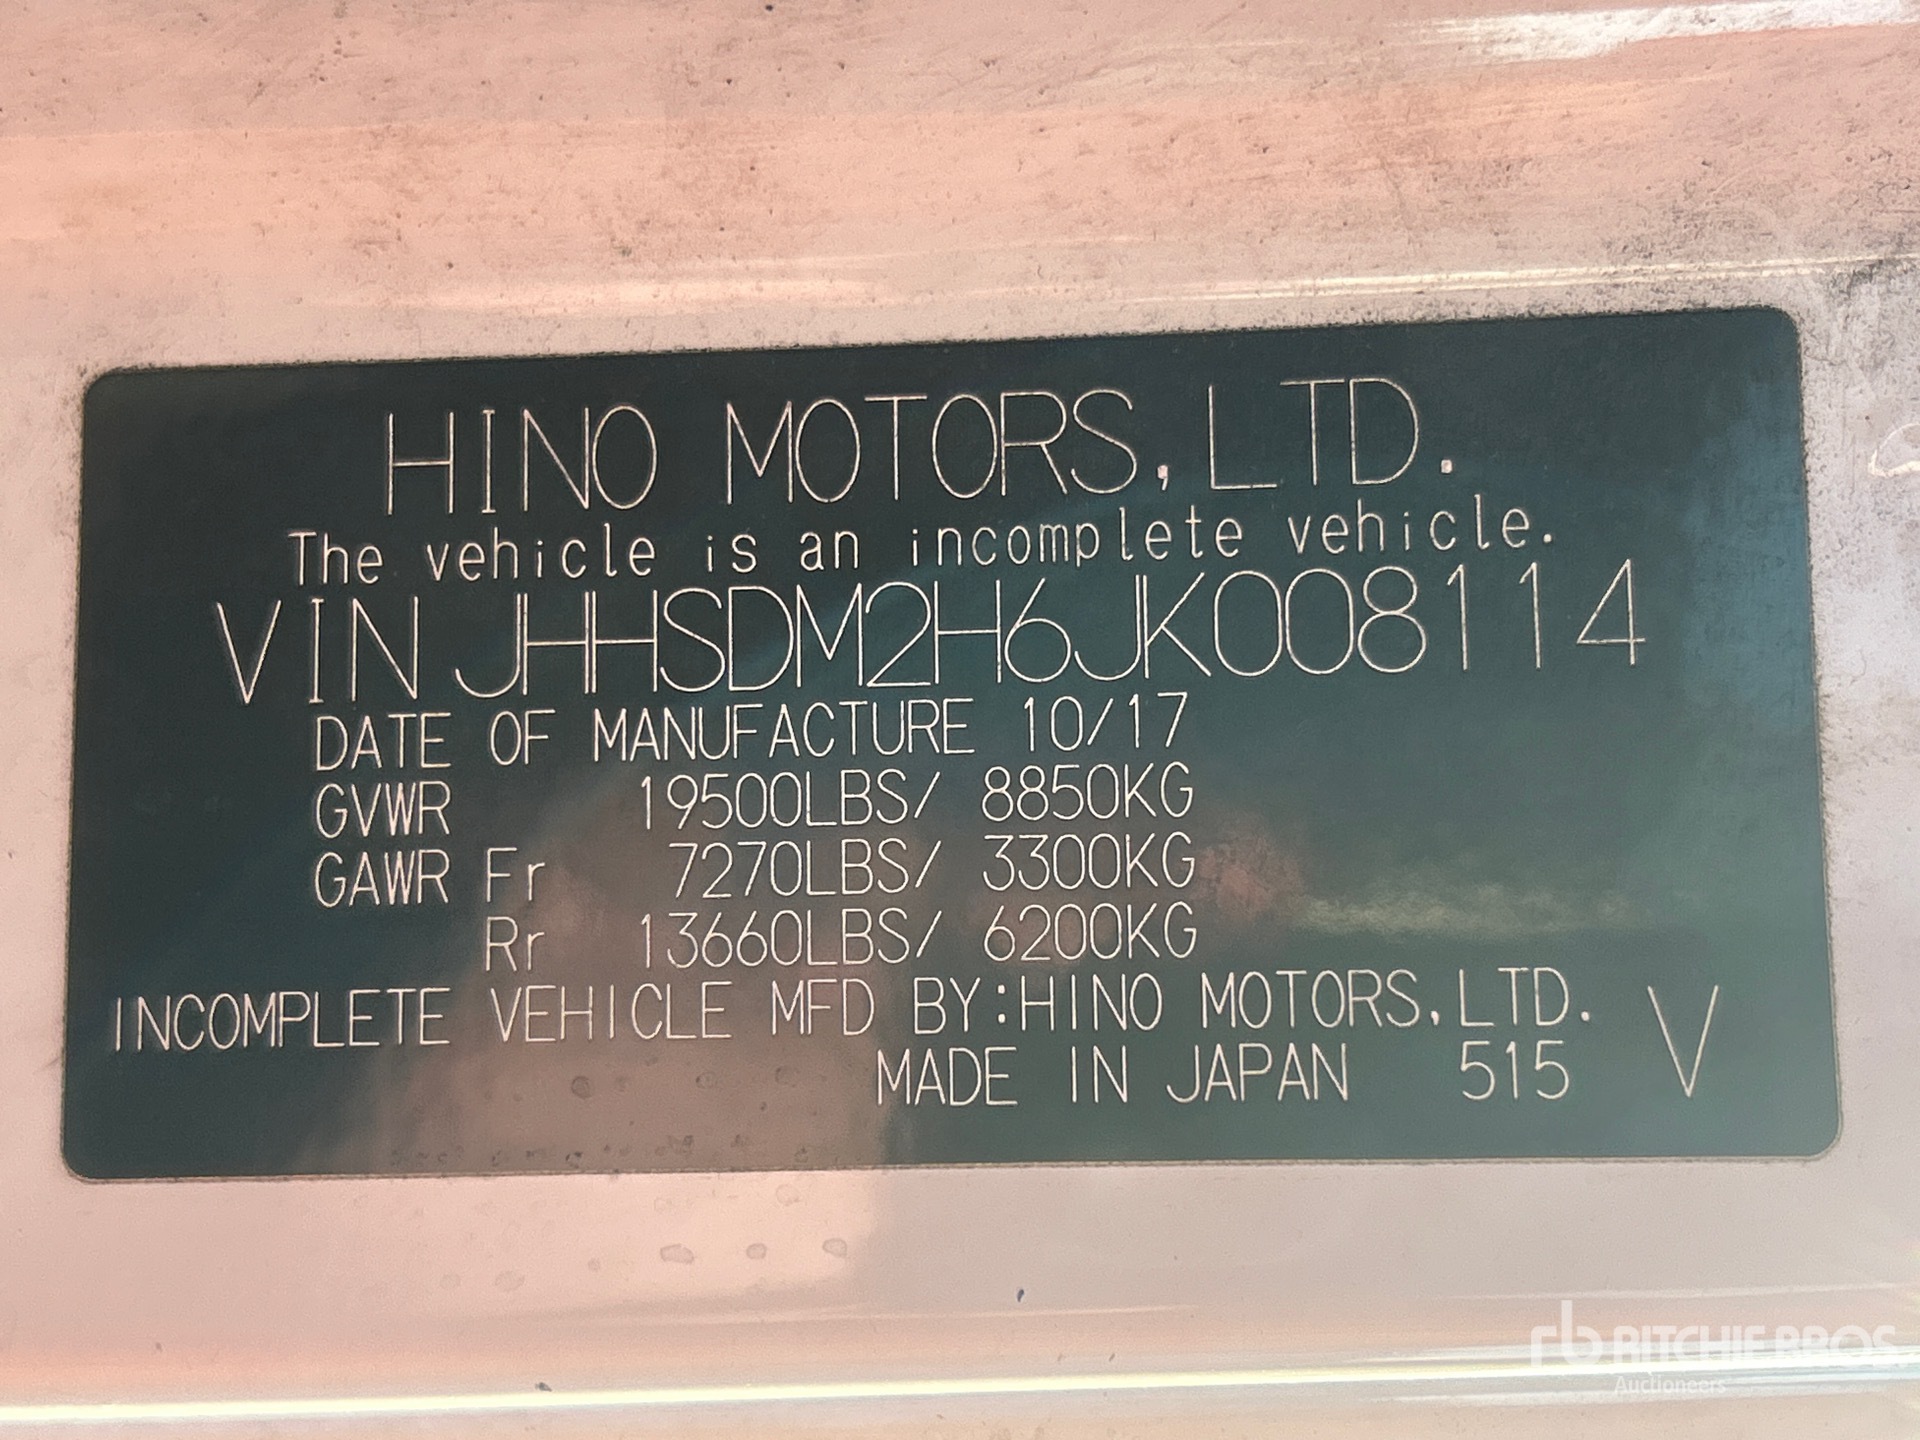 HINO MOTORS, LTD.
The vehicle is an incomplete vehicle.
VIN JHHSDM2H6JK008114
DATE OF MANUFACTURE 10/17
GVWR 19500LBS/ 8850KG
GAWR Fr 7270LBS/ 3300KG
Rr 13660LBS/ 6200KG
INCOMPLETE VEHICLE MFD BY:HINO MOTORS, LTD. V
MADE IN JAPAN 515
rb RITCHIE BROS.
Auctioneers